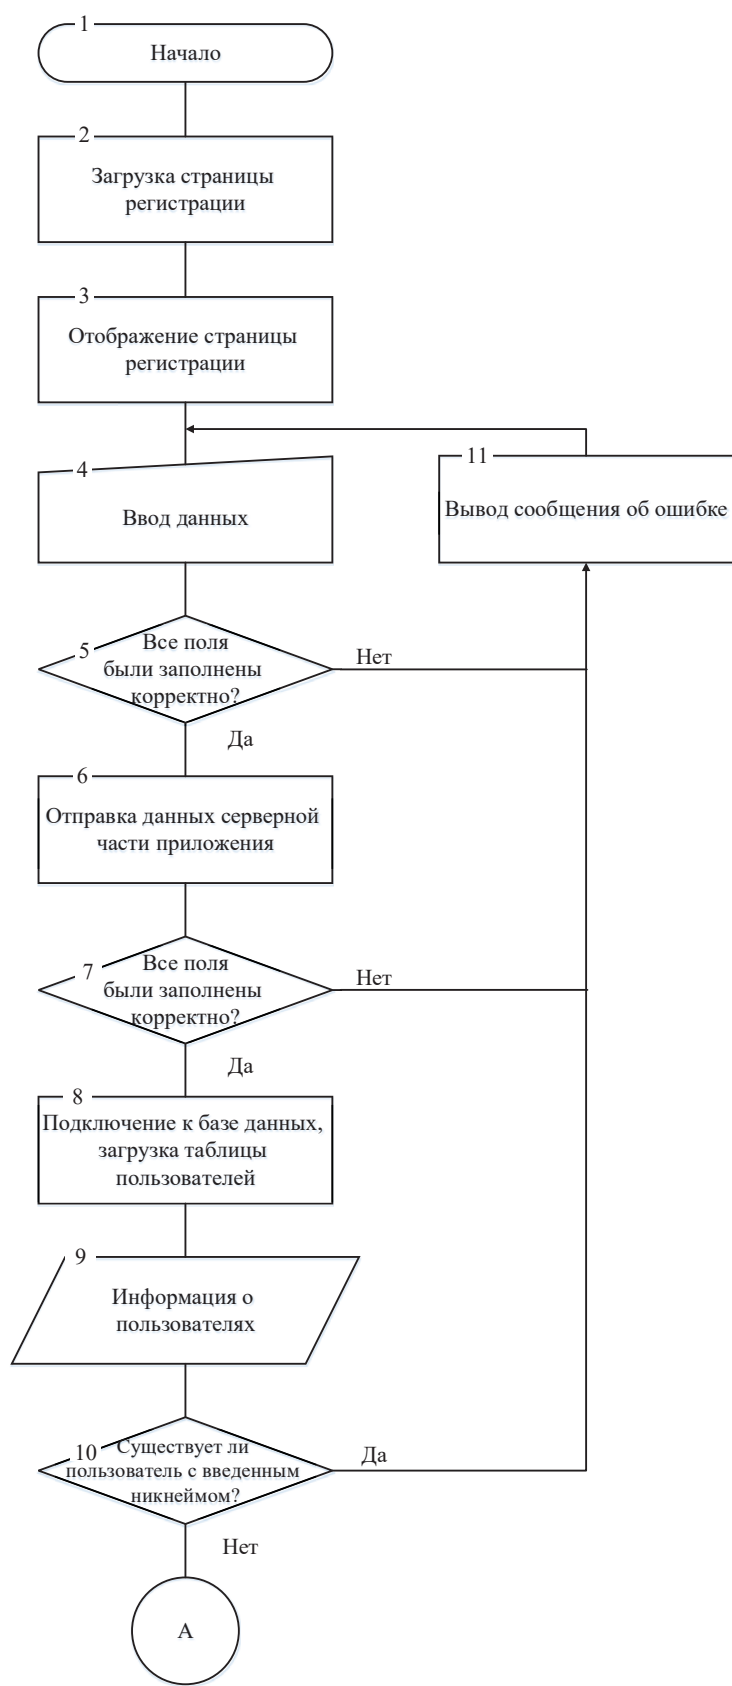 1
Начало
2
Загрузка страницы
регистрации
3
Отображение страницы
регистрации
4
Ввод данных
11
Вывод сообщения об ошибке
5
Все поля
были заполнены
корректно?
Нет
Да
6
Отправка данных серверной
части приложения
7
Все поля
были заполнены
корректно?
Нет
Да
8
Подключение к базе данных,
загрузка таблицы
пользователей
9
Информация о
пользователях
10
Существует ли
пользователь с введенным
никнеймом?
Да
Нет
А